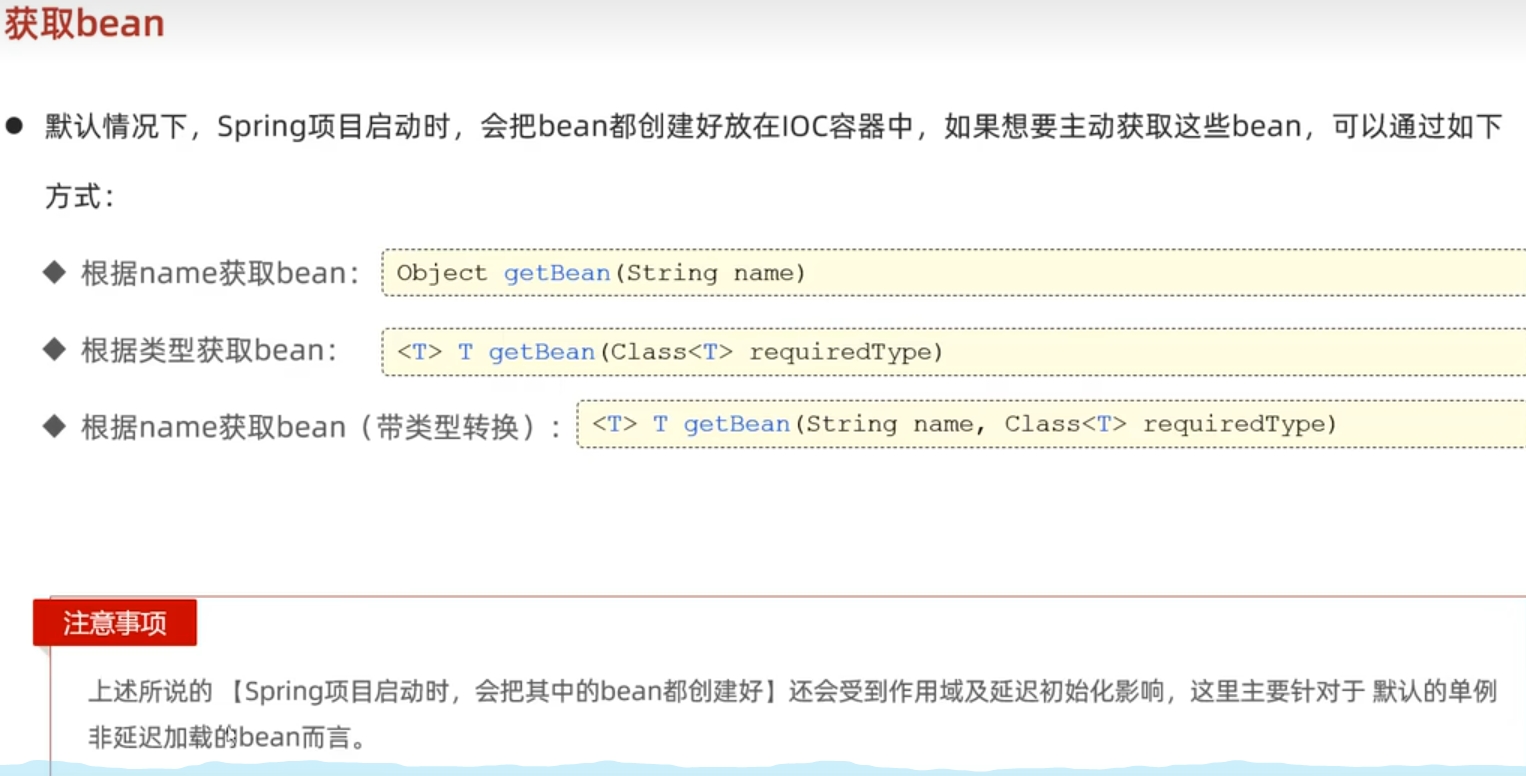 获取bean
● 默认情况下，Spring项目启动时，会把bean都创建好放在IOC容器中，如果想要主动获取这些bean，可以通过如下
方式：
◆ 根据name获取bean： Object getBean(String name)
◆ 根据类型获取bean： <T> T getBean(Class<T> requiredType)
◆ 根据name获取bean（带类型转换）： <T> T getBean(String name, Class<T> requiredType)
注意事项
上述所说的 【Spring项目启动时，会把其中的bean都创建好】还会受到作用域及延迟初始化影响，这里主要针对于 默认的单例
非延迟加载的bean而言。